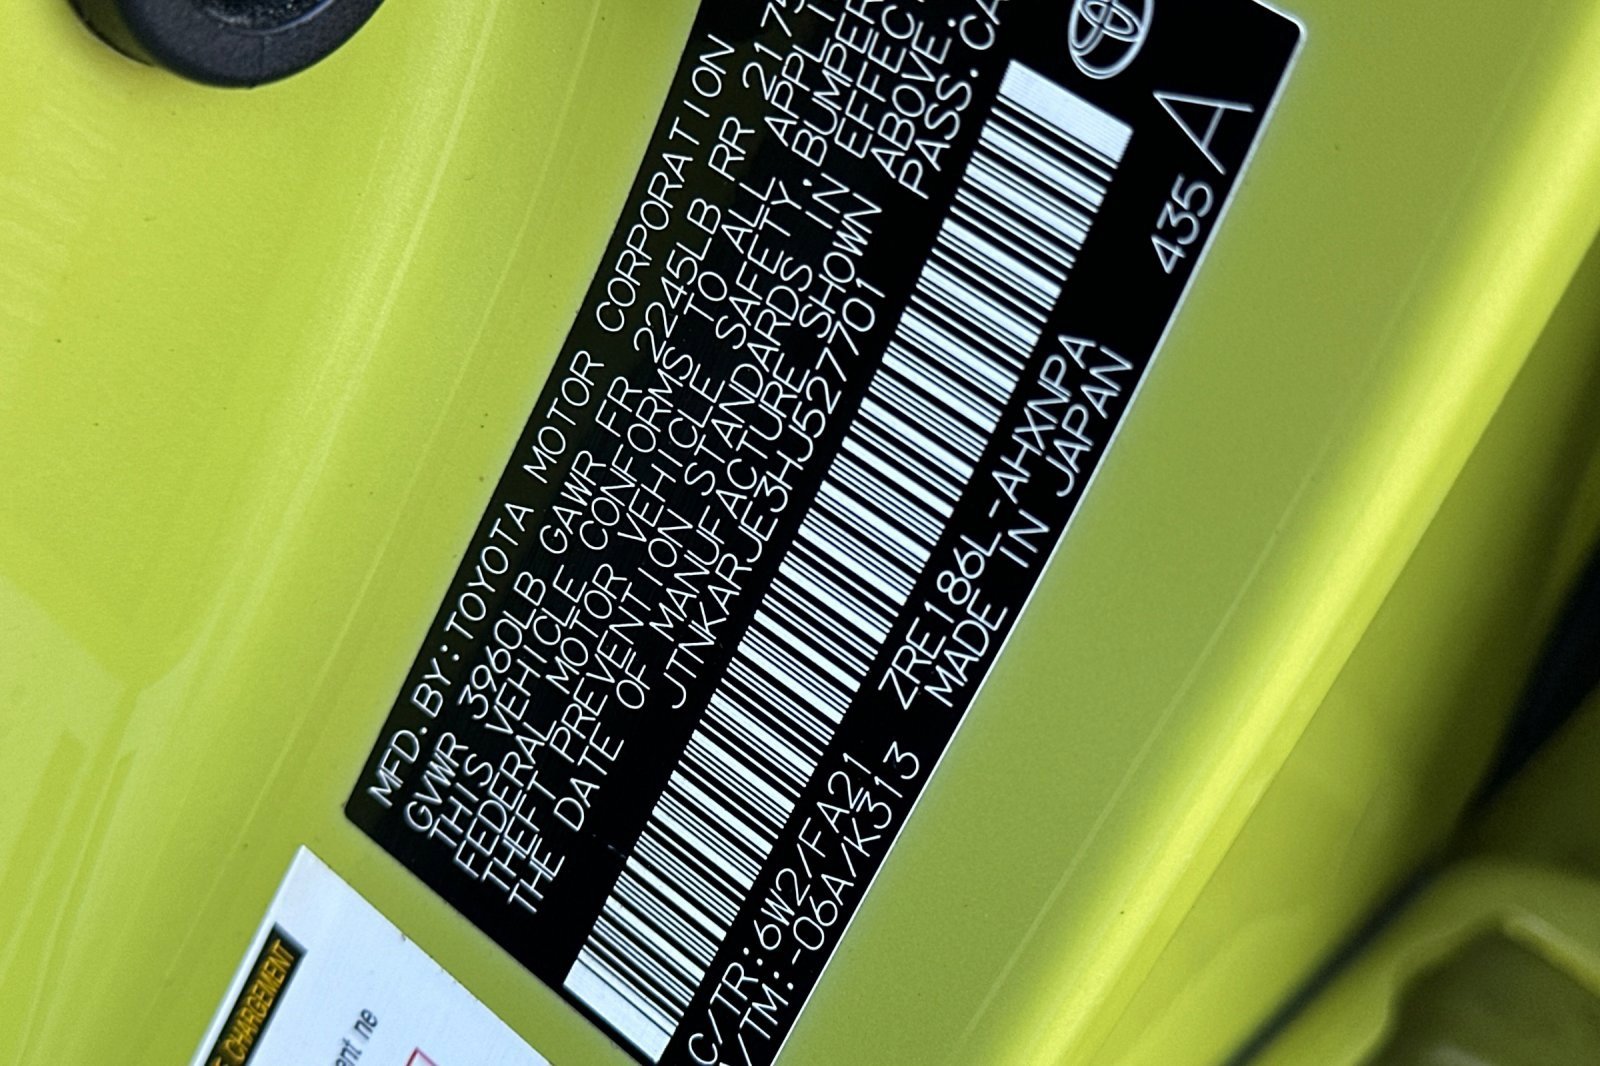 MFD. BY: TOYOTA MOTOR CORPORATION
GVWR 3960LB GAWR FR 2245LB RR 217
THIS VEHICLE CONFORMS TO ALL APPL
FEDERAL MOTOR VEHICLE SAFETY, BUMPER
THEFT PREVENTION STANDARDS IN EFFEC
THE DATE OF MANUFACTURE SHOWN ABOVE.
JTNKARJE3HJ527701 PASS. CA
C/TR: 6W2/FA21 ZRE186L-AHXNPA 435 A
/TM: -06A/K313 MADE IN JAPAN
CHARGEMENT
ne